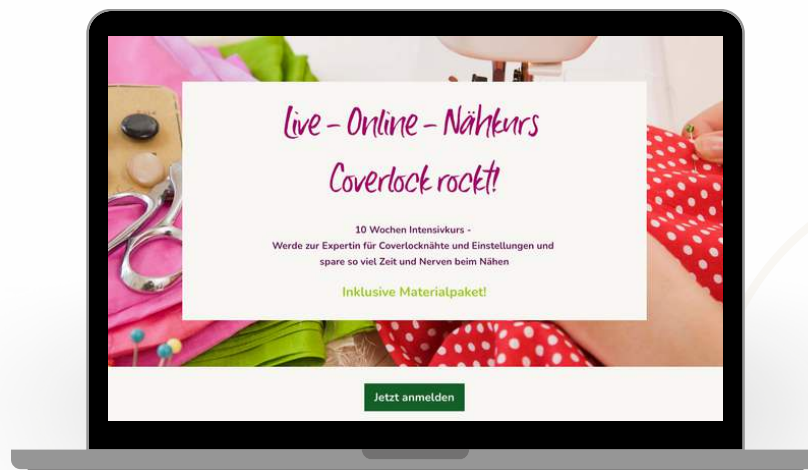 Live - Online - Nähkurs
Coverlock rockt!
10 Wochen Intensivkurs -
Werde zur Expertin für Coverlocknähte und Einstellungen und
spare so viel Zeit und Nerven beim Nähen
Inklusive Materialpaket!
Jetzt anmelden